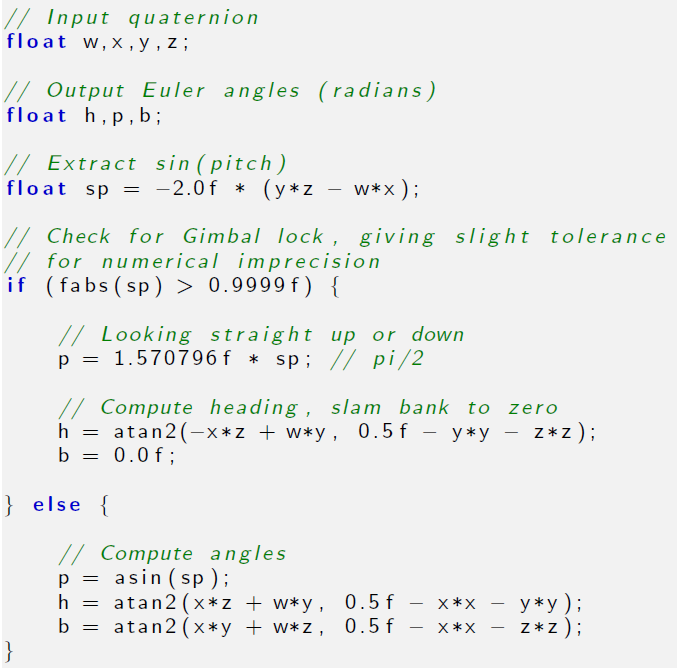 // Input quaternion
float w,x,y,z;
// Output Euler angles (radians)
float h,p,b;
// Extract sin(pitch)
float sp = −2.0f * (y*z − w*x);
// Check for Gimbal lock, giving slight tolerance
// for numerical imprecision
if (fabs(sp) > 0.9999f) {
// Looking straight up or down
p = 1.570796f * sp; // pi/2
// Compute heading, slam bank to zero
h = atan2(−x*z + w*y, 0.5f − y*y − z*z);
b = 0.0f;
} else {
// Compute angles
p = asin(sp);
h = atan2(x*z + w*y, 0.5f − x*x − y*y);
b = atan2(x*y + w*z, 0.5f − x*x − z*z);
}